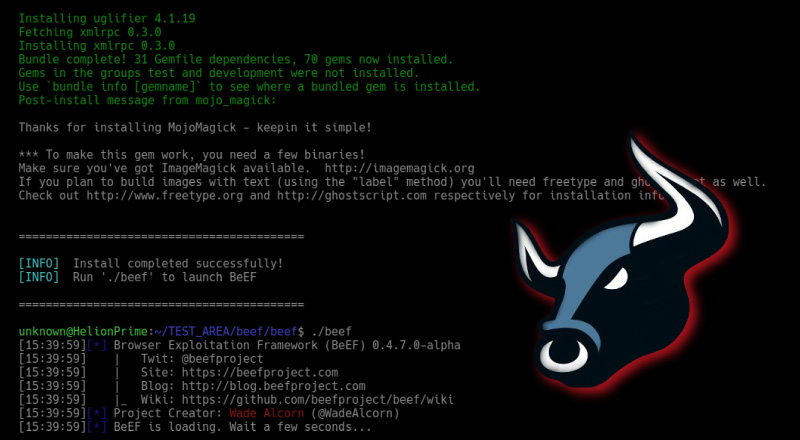 Installing uglifier 4.1.19
Fetching xmlrpc 0.3.0
Installing xmlrpc 0.3.0
Bundle complete! 31 Gemfile dependencies, 70 gems now installed.
Gems in the groups test and development were not installed.
Use `bundle info [gemname]` to see where a bundled gem is installed.
Post-install message from mojo_magick:
Thanks for installing MojoMagick - keepin it simple!
*** To make this gem work, you need a few binaries!
Make sure you've got ImageMagick available.  http://imagemagick.org
If you plan to build images with text (using the "label" method) you'll need freetype and as well.
Check out http://www.freetype.org and http://ghostscript.com respectively for installation
=========================================
[INFO]  Install completed successfully!
[INFO]  Run './beef' to launch BeEF
=========================================
unknown@HelionPrime:~/TEST_AREA/beef/beef$ ./beef
[15:39:59][*] Browser Exploitation Framework (BeEF) 0.4.7.0-alpha
[15:39:59]    |   Twit: @beefproject
[15:39:59]    |   Site: https://beefproject.com
[15:39:59]    |   Blog: http://blog.beefproject.com
[15:39:59]    |_  Wiki: https://github.com/beefproject/beef/wiki
[15:39:59][*] Project Creator: Wade Alcorn (@WadeAlcorn)
[15:39:59][*] BeEF is loading. Wait a few seconds...